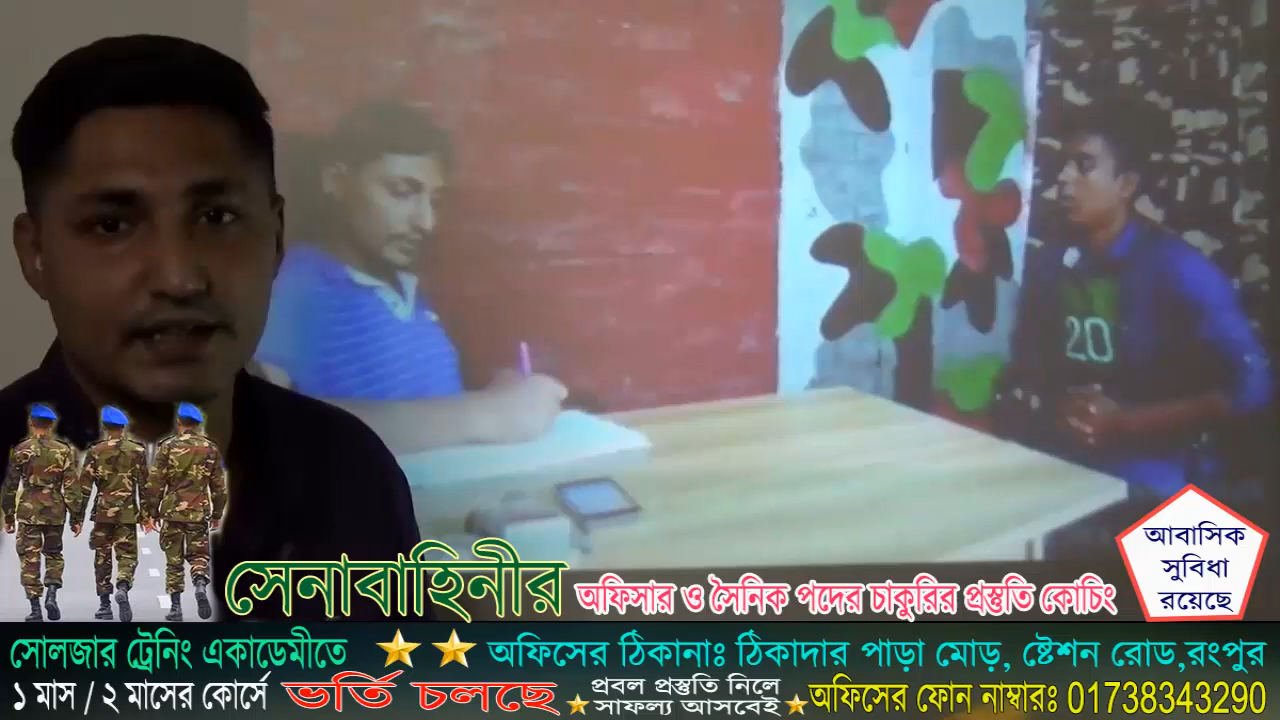 20
আবাসিক
সুবিধা
রয়েছে
সেনাবাহিনীর অফিসার ও সৈনিক পদের চাকুরির প্রস্তুতি কোচিং
সোলজার ট্রেনিং একাডেমীতে অফিসের ঠিকানাঃ ঠিকাদার পাড়া মোড়, ষ্টেশন রোড,রংপুর
১ মাস / ২ মাসের কোর্সে ভর্তি চলছে
প্রবল প্রস্তুতি নিলে
সাফল্য আসবেই
অফিসের ফোন নাম্বারঃ 01738343290